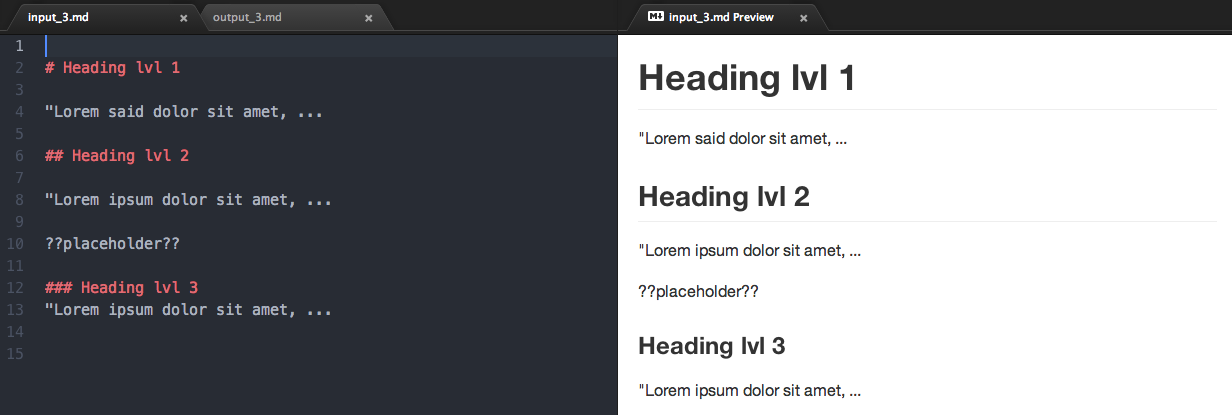 input_3.md
output_3.md
input_3.md Preview
1
2 # Heading lvl 1
3
4 "Lorem said dolor sit amet, ...
5
6 ## Heading lvl 2
7
8 "Lorem ipsum dolor sit amet, ...
9
10 ??placeholder??
11
12 ### Heading lvl 3
13 "Lorem ipsum dolor sit amet, ...
14
15
Heading lvl 1
"Lorem said dolor sit amet, ...
Heading lvl 2
"Lorem ipsum dolor sit amet, ...
??placeholder??
Heading lvl 3
"Lorem ipsum dolor sit amet, ...